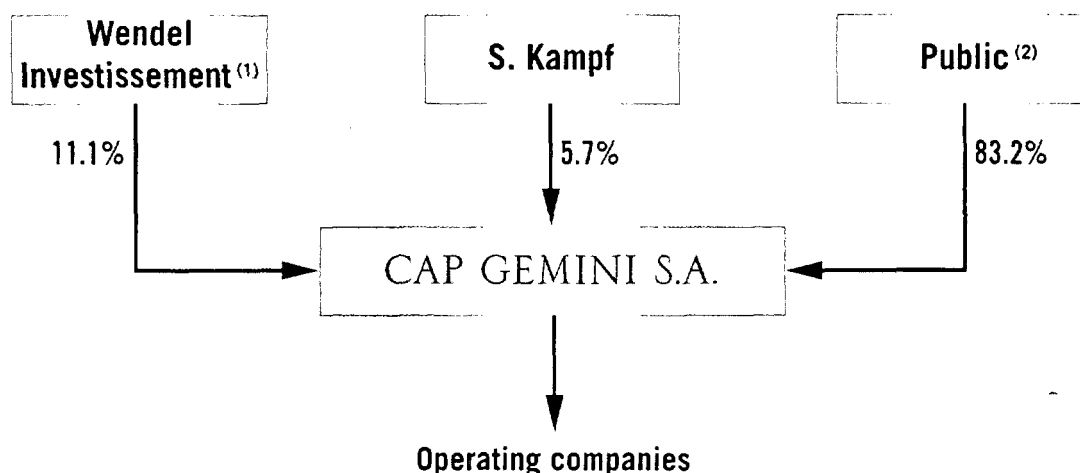 Wendel
Investissement (1)
S. Kampf
Public (2)
11.1%
5.7%
83.2%
CAP GEMINI S.A.
Operating companies